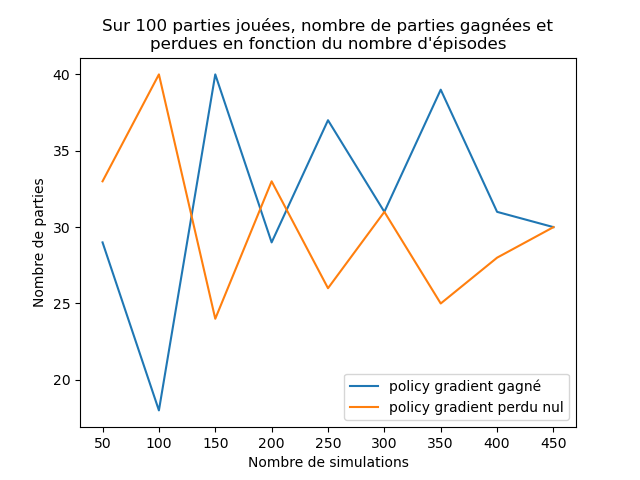 Sur 100 parties jouées, nombre de parties gagnées et
perdues en fonction du nombre d'épisodes
40
35
30
25
20
Nombre de parties
50 100 150 200 250 300 350 400 450
Nombre de simulations
policy gradient gagné
policy gradient perdu nul